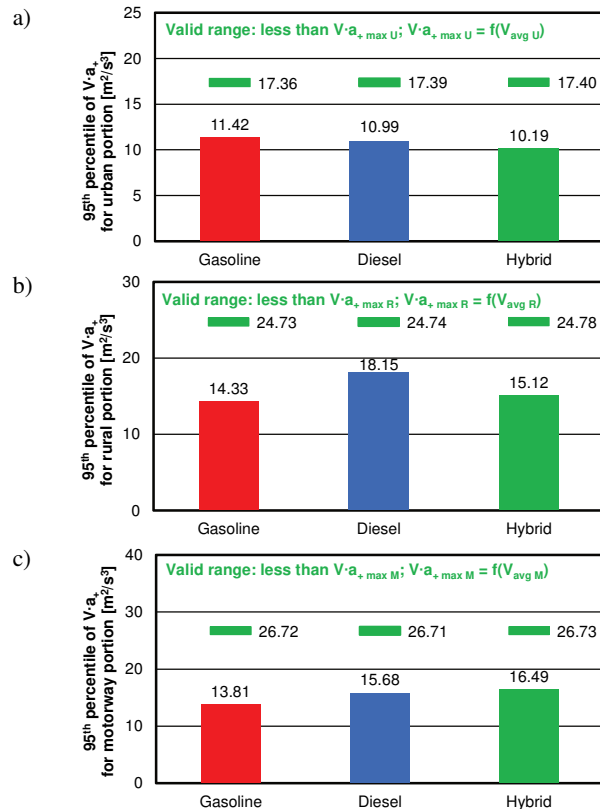 a)
95th percentile of V·a+
for urban portion [m²/s³]
25
20
15
10
5
0
Valid range: less than V·a+ max U; V·a+ max U = f(Vavg U)
17.36
17.39
17.40
11.42
10.99
10.19
Gasoline
Diesel
Hybrid
b)
95th percentile of V·a+
for rural portion [m²/s³]
30
20
10
0
Valid range: less than V·a+ max R; V·a+ max R = f(Vavg R)
24.73
24.74
24.78
14.33
18.15
15.12
Gasoline
Diesel
Hybrid
c)
95th percentile of V·a+
for motorway portion [m²/s³]
40
30
20
10
0
Valid range: less than V·a+ max M; V·a+ max M = f(Vavg M)
26.72
26.71
26.73
13.81
15.68
16.49
Gasoline
Diesel
Hybrid